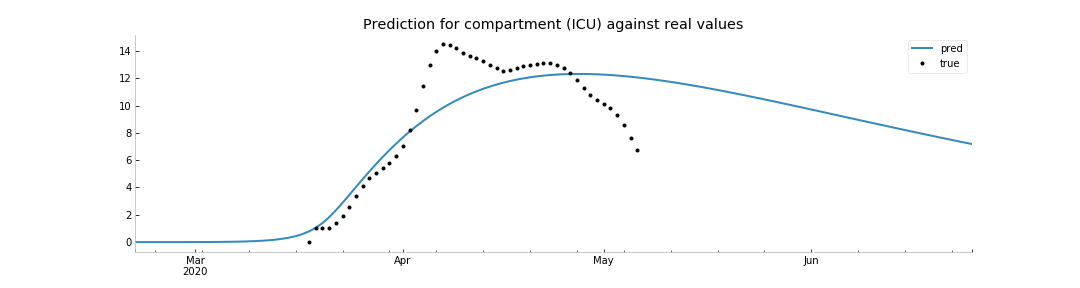 Prediction for compartment (ICU) against real values
14
12
10
8
6
4
2
0
pred
true
Mar
2020
Apr
May
Jun